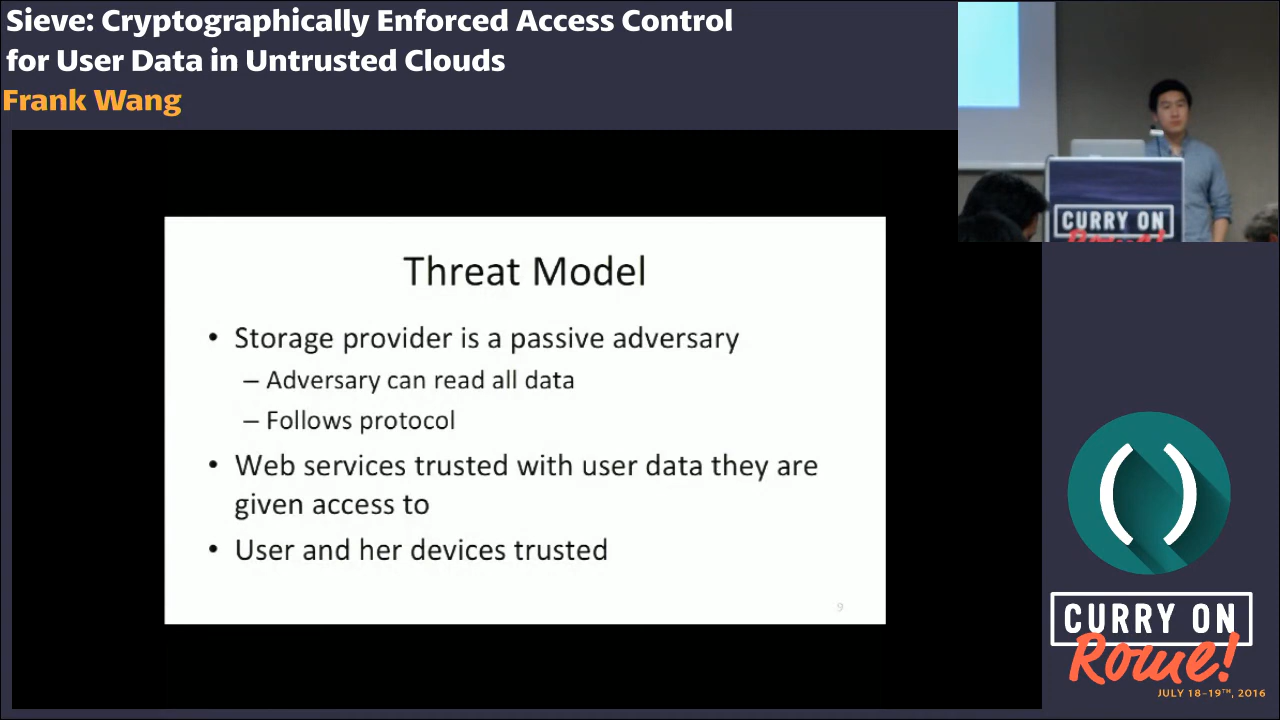 Sieve: Cryptographically Enforced Access Control
for User Data in Untrusted Clouds
Frank Wang
CURRY ON
Rome!
Threat Model
• Storage provider is a passive adversary
– Adversary can read all data
– Follows protocol
• Web services trusted with user data they are
given access to
• User and her devices trusted
9
( )
CURRY ON
Rome!
JULY 18-19TH, 2016